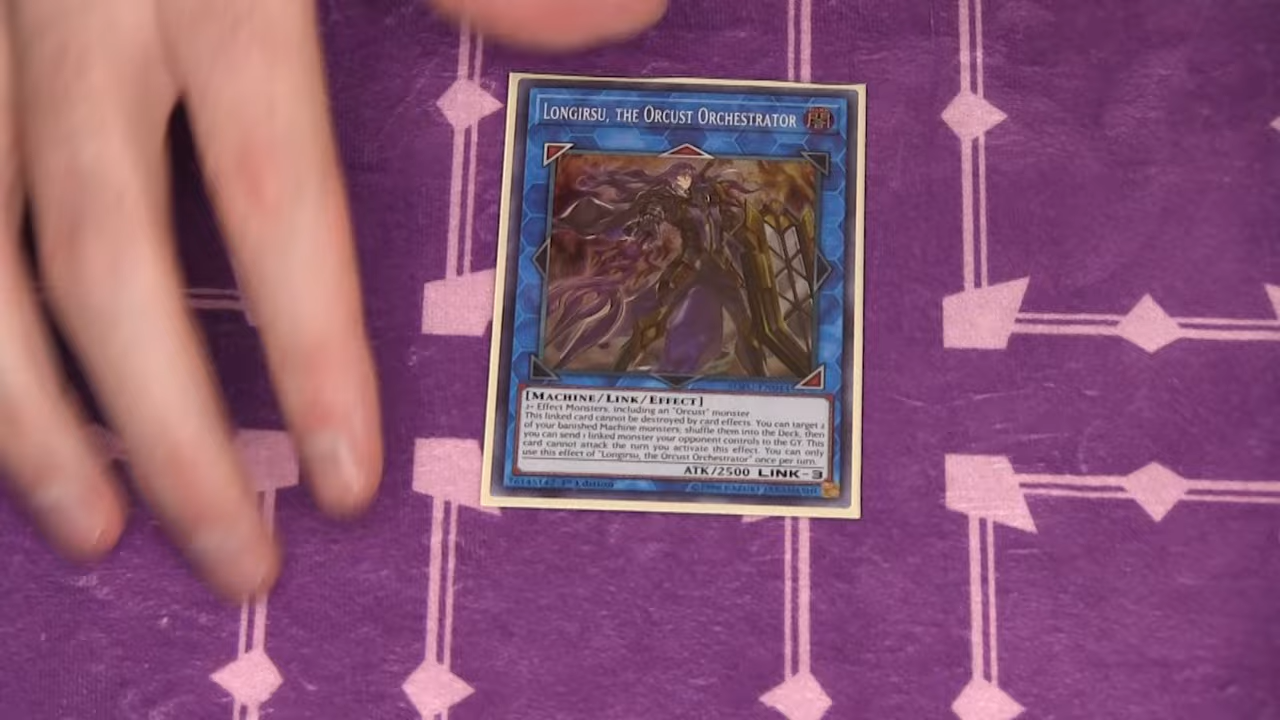 LONGIRSU, THE ORCUST ORCHESTRATOR
[MACHINE/LINK/EFFECT]
2+ Effect Monsters, including an "Orcust" monster
This linked card cannot be destroyed by card effects. You can target 2
of your banished Machine monsters; shuffle them into the Deck, then
you can send 1 linked monster your opponent controls to the GY. This
card cannot attack the turn you activate this effect. You can only
use this effect of "Longirsu, the Orcust Orchestrator" once per turn.
ATK/2500 LINK-3
1st Edition